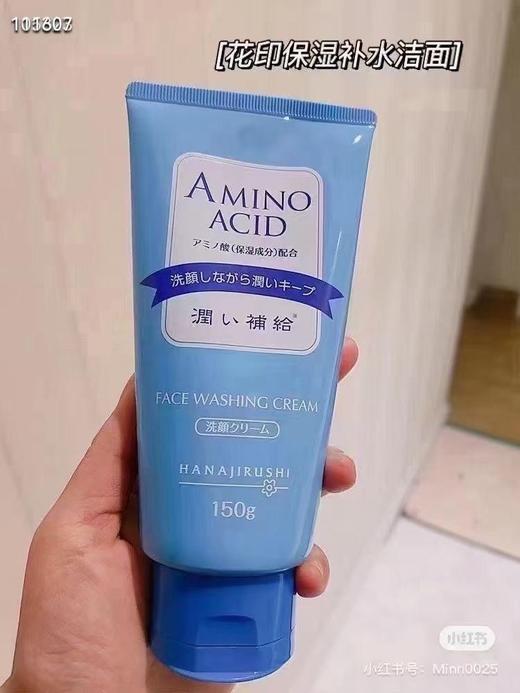 [花印保湿补水洁面]
AMINO
ACID
アミノ酸(保湿成分)配合
洗顔しながら潤いキープ
潤い補給※
FACE WASHING CREAM
洗顔クリーム
HANAJIRUSHI
150g
小红书
小红书号：Minn0025